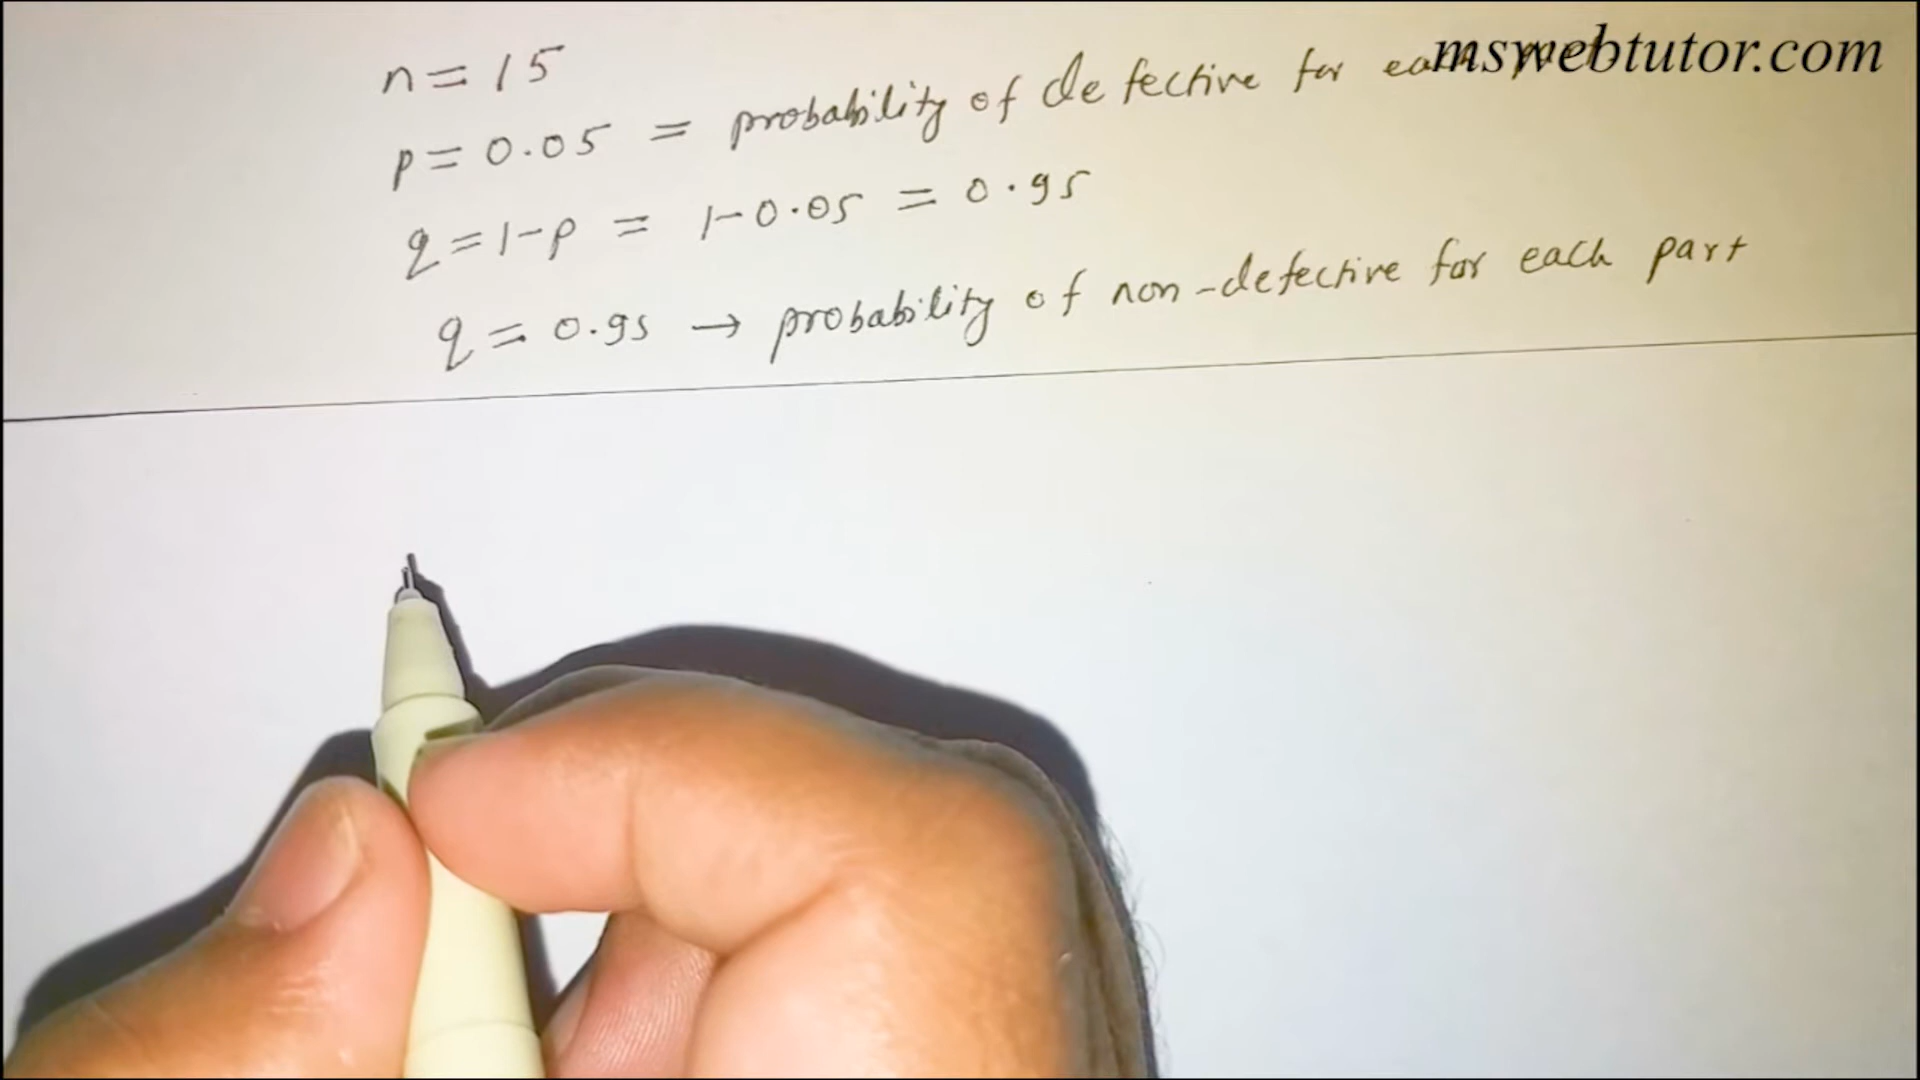 mswebtutor.com
n = 15
p = 0.05 = probability of defective for each
q = 1-p = 1-0.05 = 0.95
q = 0.95 → probability of non-defective for each part